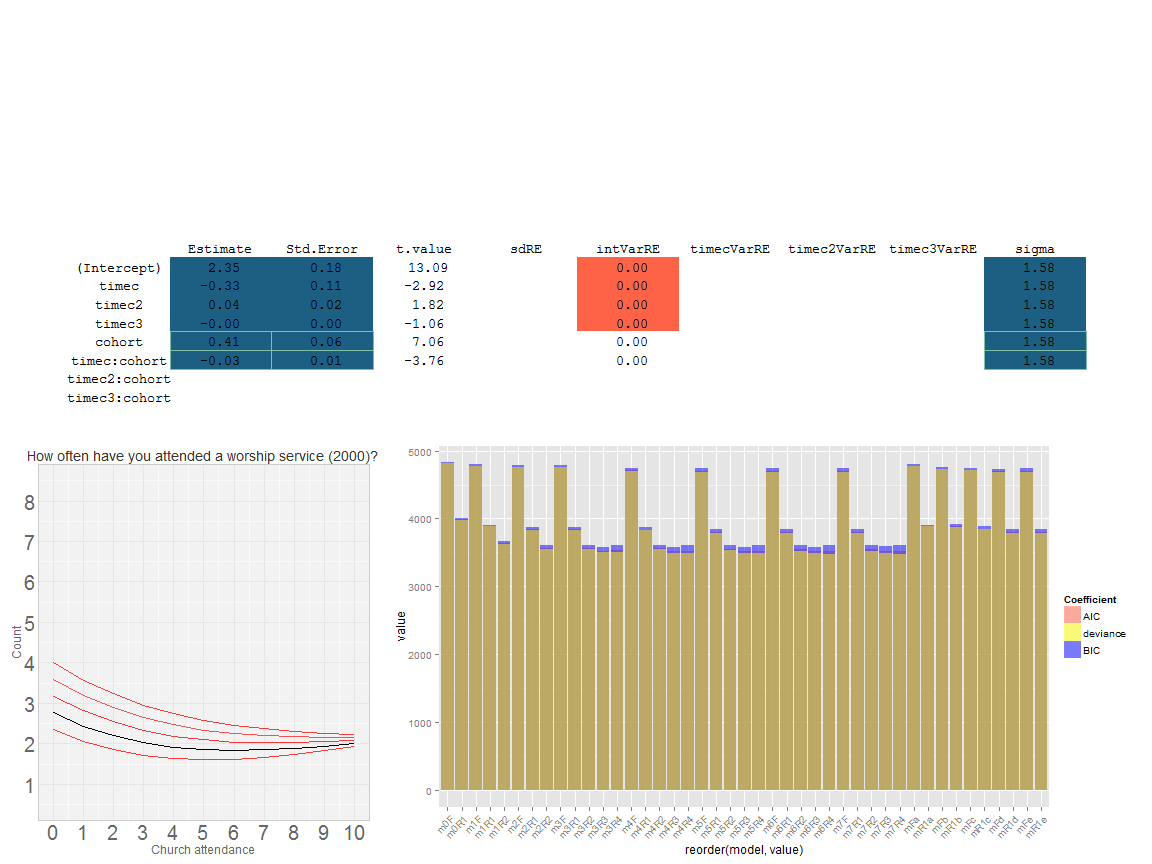 Estimate Std.Error t.value sdRE intVarRE timecVarRE timec2VarRE timec3VarRE sigma
(Intercept) 2.35 0.18 13.09 0.00 1.58
timec −0.33 0.11 −2.92 0.00 1.58
timec2 0.04 0.02 1.82 0.00 1.58
timec3 −0.00 0.00 −1.06 0.00 1.58
cohort 0.41 0.06 7.06 0.00 1.58
timec:cohort −0.03 0.01 −3.76 0.00 1.58
timec2:cohort
timec3:cohort
How often have you attended a worship service (2000)?
8
7
6
5
4
3
2
1
Count
0 1 2 3 4 5 6 7 8 9 10
Church attendance
5000
4000
3000
2000
1000
0
value
m0F m0R1 m1F m1R1 m1R2 m2F m2R1 m2R2 m3F m3R1 m3R2 m3R3 m3R4 m4F m4R1 m4R2 m4R3 m4R4 m5F m5R1 m5R2 m5R3 m5R4 m6F m6R1 m6R2 m6R3 m6R4 m7F m7R1 m7R2 m7R3 m7R4 mFa mR1a mFb mR1b mFc mR1c mFd mR1d mFe mR1e
reorder(model, value)
Coefficient
AIC
deviance
BIC